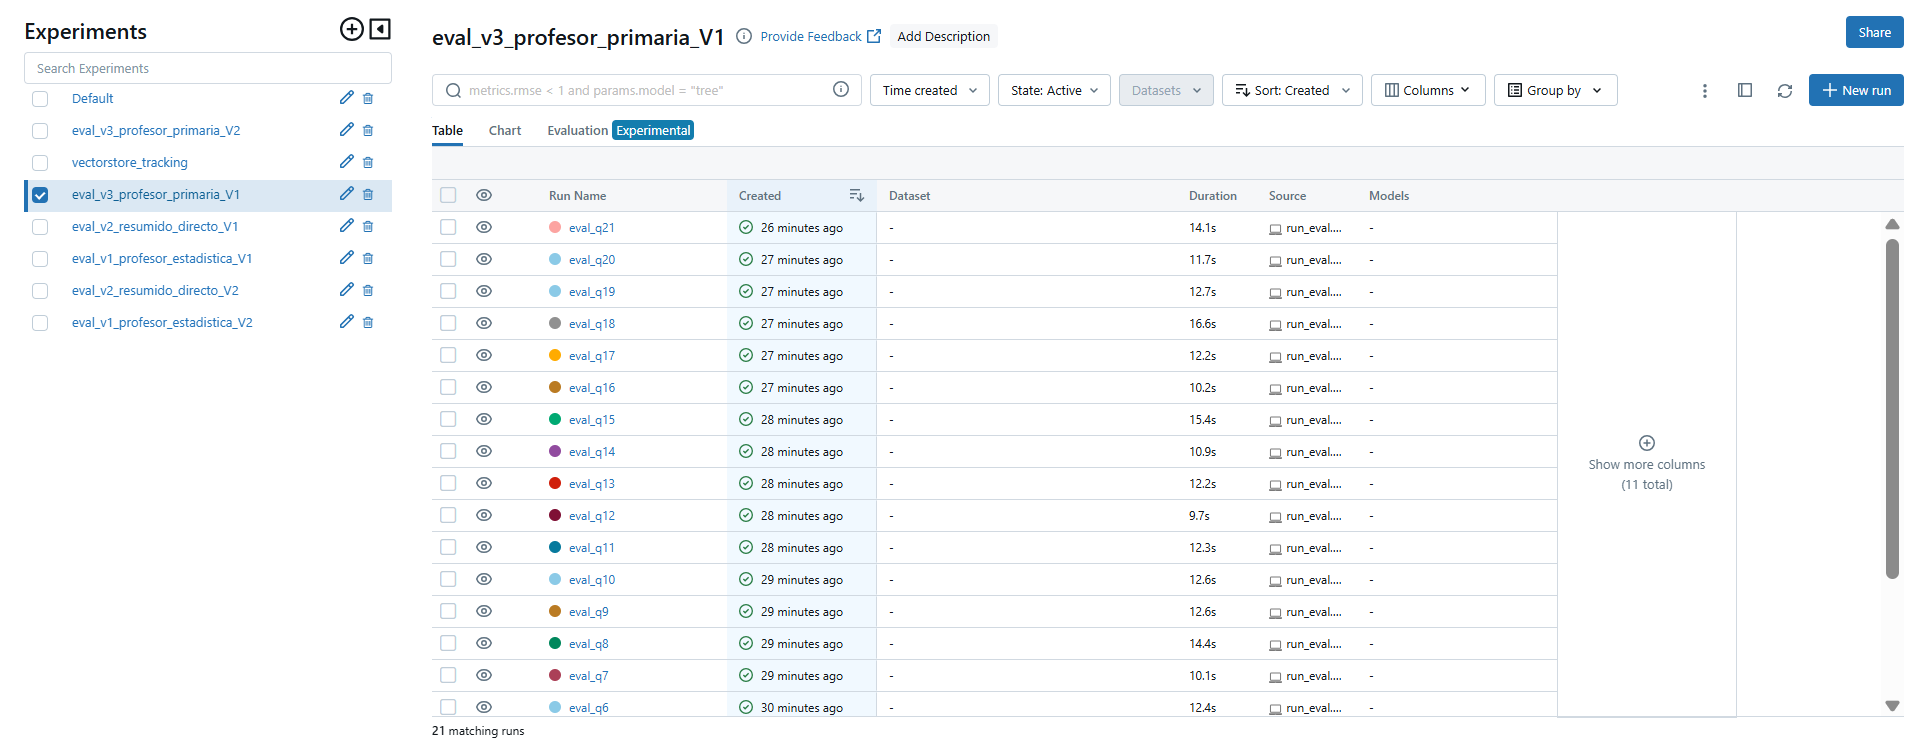 Experiments
Search Experiments
Default
eval_v3_profesor_primaria_V2
vectorstore_tracking
eval_v3_profesor_primaria_V1
eval_v2_resumido_directo_V1
eval_v1_profesor_estadistica_V1
eval_v2_resumido_directo_V2
eval_v1_profesor_estadistica_V2
eval_v3_profesor_primaria_V1 Provide Feedback Add Description
Share
metrics.rmse < 1 and params.model = "tree" Time created State: Active Datasets Sort: Created Columns Group by New run
Table Chart Evaluation Experimental
Run Name Created Dataset Duration Source Models
eval_q21 26 minutes ago - 14.1s run_eval.... -
eval_q20 27 minutes ago - 11.7s run_eval.... -
eval_q19 27 minutes ago - 12.7s run_eval.... -
eval_q18 27 minutes ago - 16.6s run_eval.... -
eval_q17 27 minutes ago - 12.2s run_eval.... -
eval_q16 27 minutes ago - 10.2s run_eval.... -
eval_q15 28 minutes ago - 15.4s run_eval.... -
eval_q14 28 minutes ago - 10.9s run_eval.... -
eval_q13 28 minutes ago - 12.2s run_eval.... -
eval_q12 28 minutes ago - 9.7s run_eval.... -
eval_q11 28 minutes ago - 12.3s run_eval.... -
eval_q10 29 minutes ago - 12.6s run_eval.... -
eval_q9 29 minutes ago - 12.6s run_eval.... -
eval_q8 29 minutes ago - 14.4s run_eval.... -
eval_q7 29 minutes ago - 10.1s run_eval.... -
eval_q6 30 minutes ago - 12.4s run_eval.... -
Show more columns
(11 total)
21 matching runs